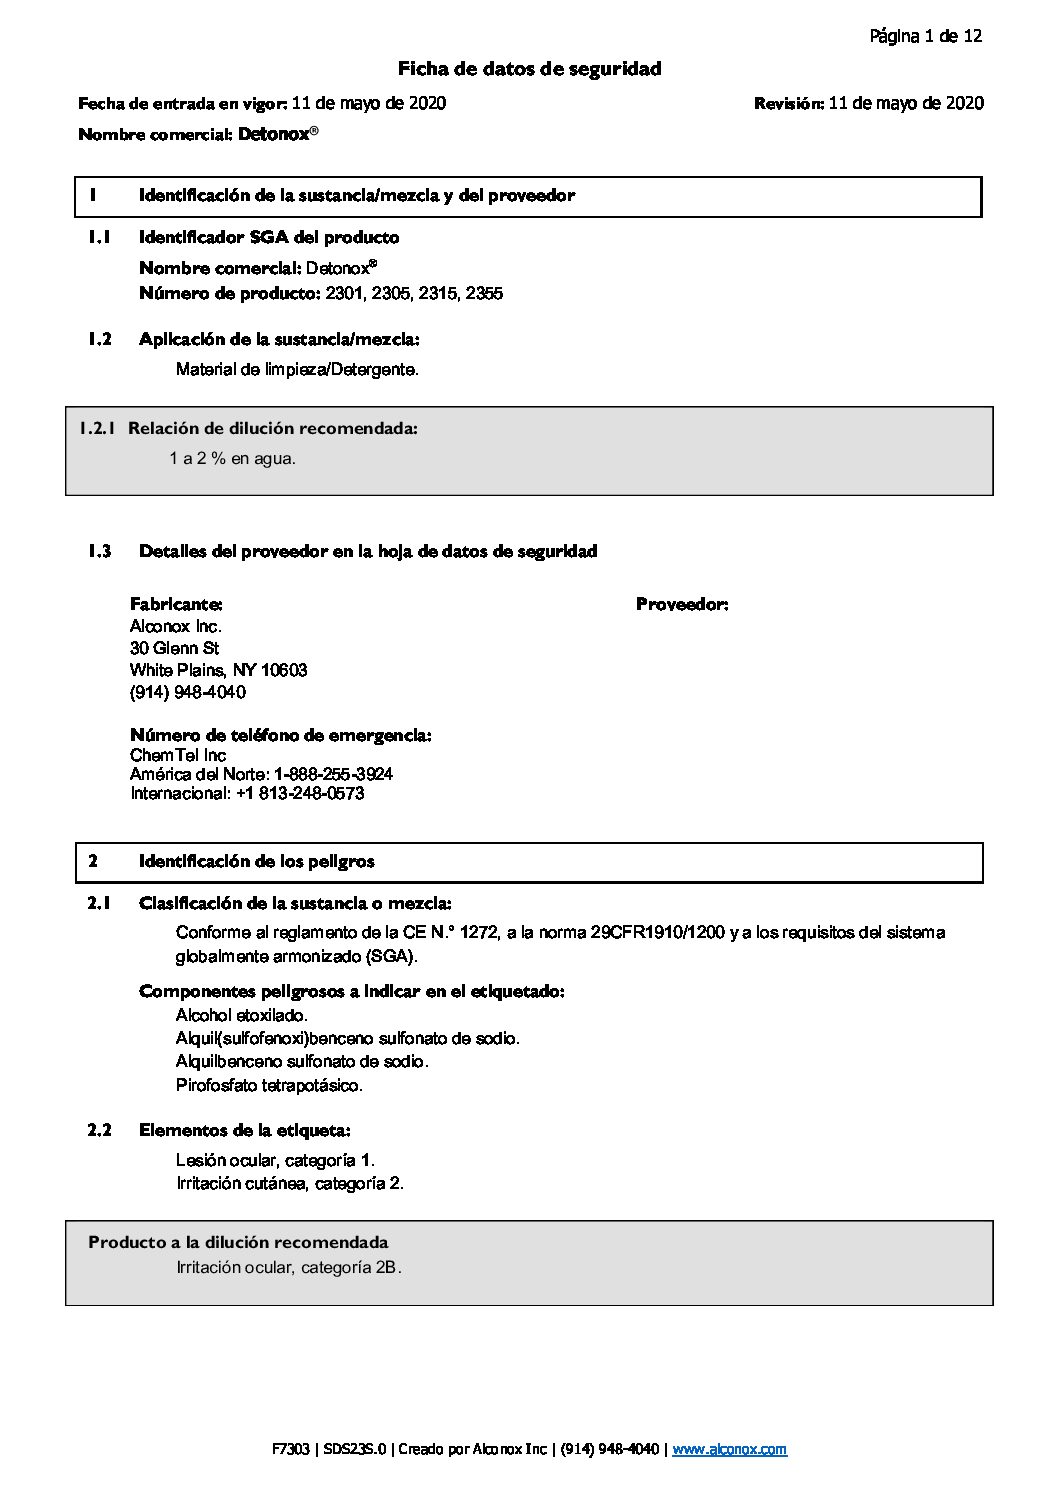 Página 1 de 12
Ficha de datos de seguridad
Fecha de entrada en vigor: 11 de mayo de 2020 Revisión: 11 de mayo de 2020
Nombre comercial: Detonox®
1 Identificación de la sustancia/mezcla y del proveedor
1.1 Identificador SGA del producto
Nombre comercial: Detonox®
Número de producto: 2301, 2305, 2315, 2355
1.2 Aplicación de la sustancia/mezcla:
Material de limpieza/Detergente.
1.2.1 Relación de dilución recomendada:
1 a 2 % en agua.
1.3 Detalles del proveedor en la hoja de datos de seguridad
Fabricante: Proveedor:
Alconox Inc.
30 Glenn St
White Plains, NY 10603
(914) 948-4040
Número de teléfono de emergencia:
ChemTel Inc
América del Norte: 1-888-255-3924
Internacional: +1 813-248-0573
2 Identificación de los peligros
2.1 Clasificación de la sustancia o mezcla:
Conforme al reglamento de la CE N.º 1272, a la norma 29CFR1910/1200 y a los requisitos del sistema
globalmente armonizado (SGA).
Componentes peligrosos a indicar en el etiquetado:
Alcohol etoxilado.
Alquil(sulfofenoxi)benceno sulfonato de sodio.
Alquilbenceno sulfonato de sodio.
Pirofosfato tetrapotásico.
2.2 Elementos de la etiqueta:
Lesión ocular, categoría 1.
Irritación cutánea, categoría 2.
Producto a la dilución recomendada
Irritación ocular, categoría 2B.
F7303 | SDS23S.0 | Creado por Alconox Inc | (914) 948-4040 | www.alconox.com